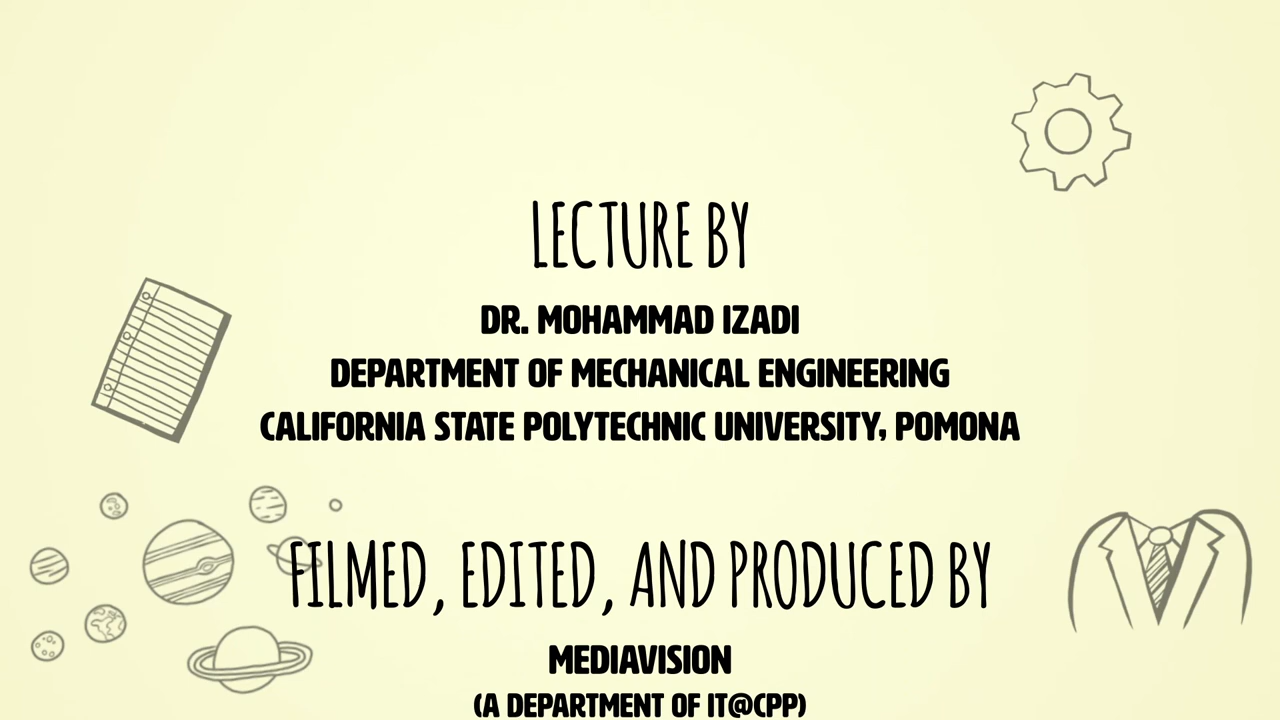 LECTURE BY
DR. MOHAMMAD IZADI
DEPARTMENT OF MECHANICAL ENGINEERING
CALIFORNIA STATE POLYTECHNIC UNIVERSITY, POMONA
FILMED, EDITED, AND PRODUCED BY
MEDIAVISION
(A DEPARTMENT OF IT@CPP)